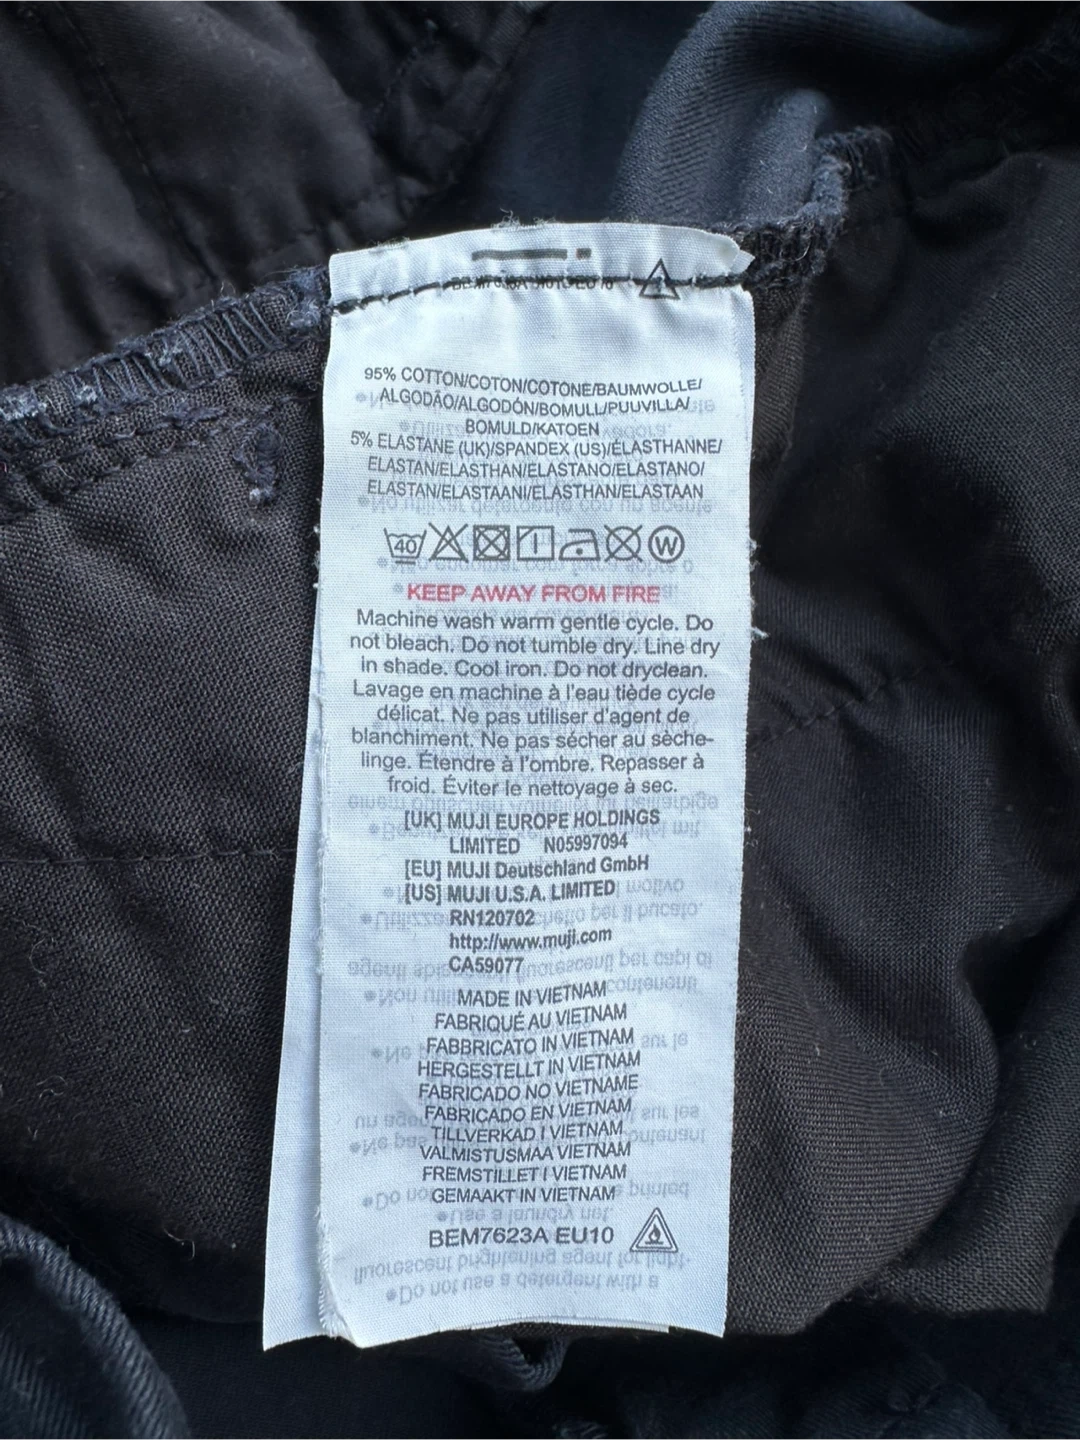 95% COTTON/COTON/COTONE/BAUMWOLLE/
ALGODÃO/ALGODÓN/BOMULL/PUUVILLA/
BOMULD/KATOEN
5% ELASTANE (UK)/SPANDEX (US)/ÉLASTHANNE/
ELASTAN/ELASTHAN/ELASTANO/ELASTANO/
ELASTAN/ELASTAANI/ELASTHAN/ELASTAAN
40 W
KEEP AWAY FROM FIRE
Machine wash warm gentle cycle. Do
not bleach. Do not tumble dry. Line dry
in shade. Cool iron. Do not dryclean.
Lavage en machine à l'eau tiède cycle
délicat. Ne pas utiliser d'agent de
blanchiment. Ne pas sécher au sèche-
linge. Étendre à l'ombre. Repasser à
froid. Éviter le nettoyage à sec.
[UK] MUJI EUROPE HOLDINGS
LIMITED N05997094
[EU] MUJI Deutschland GmbH
[US] MUJI U.S.A. LIMITED
RN120702
http://www.muji.com
CA59077
MADE IN VIETNAM
FABRIQUÉ AU VIETNAM
FABBRICATO IN VIETNAM
HERGESTELLT IN VIETNAM
FABRICADO NO VIETNAME
FABRICADO EN VIETNAM
TILLVERKAD I VIETNAM
VALMISTUSMAA VIETNAM
FREMSTILLET I VIETNAM
GEMAAKT IN VIETNAM
BEM7623A EU10